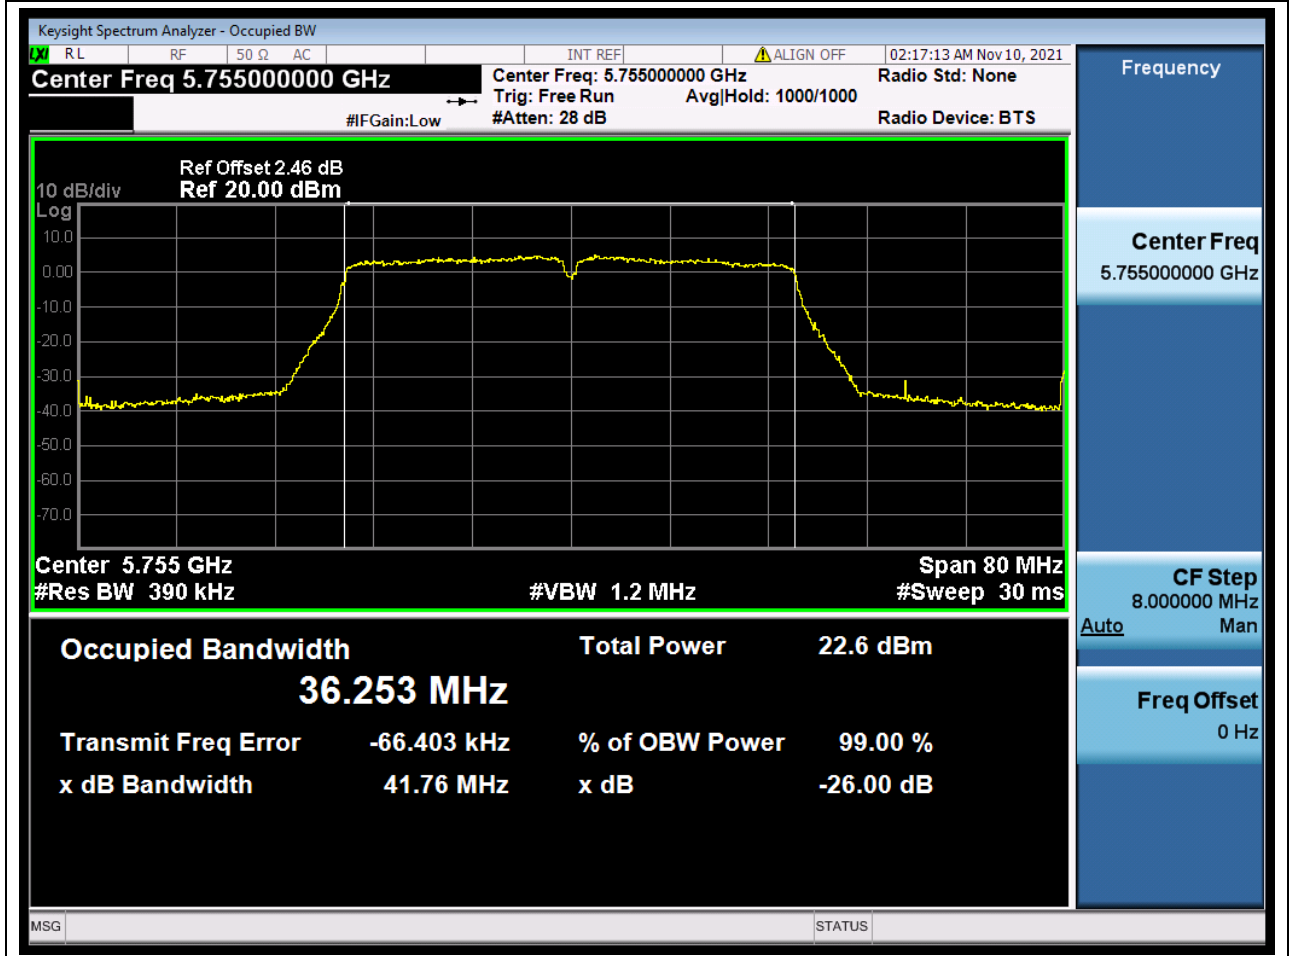 Keysight Spectrum Analyzer - Occupied BW
LXI RL RF 50 Ω AC INT REF ALIGN OFF 02:17:13 AM Nov 10, 2021
Center Freq 5.755000000 GHz
Center Freq: 5.755000000 GHz
Radio Std: None
Trig: Free Run Avg|Hold: 1000/1000
#IFGain:Low
#Atten: 28 dB
Radio Device: BTS
Ref Offset 2.46 dB
10 dB/div Ref 20.00 dBm
Log
10.0
0.00
-10.0
-20.0
-30.0
-40.0
-50.0
-60.0
-70.0
Center 5.755 GHz Span 80 MHz
#Res BW 390 kHz #VBW 1.2 MHz #Sweep 30 ms
Occupied Bandwidth Total Power 22.6 dBm
36.253 MHz
Transmit Freq Error -66.403 kHz % of OBW Power 99.00 %
x dB Bandwidth 41.76 MHz x dB -26.00 dB
Frequency
Center Freq
5.755000000 GHz
CF Step
8.000000 MHz
Auto Man
Freq Offset
0 Hz
MSG STATUS